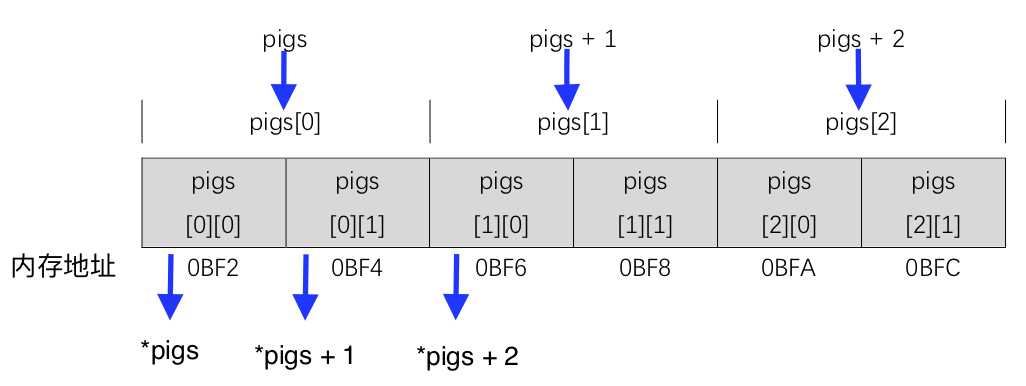 pigs pigs + 1 pigs + 2
pigs[0] pigs[1] pigs[2]
pigs pigs pigs pigs pigs pigs
[0][0] [0][1] [1][0] [1][1] [2][0] [2][1]
内存地址 0BF2 0BF4 0BF6 0BF8 0BFA 0BFC
*pigs *pigs + 1 *pigs + 2